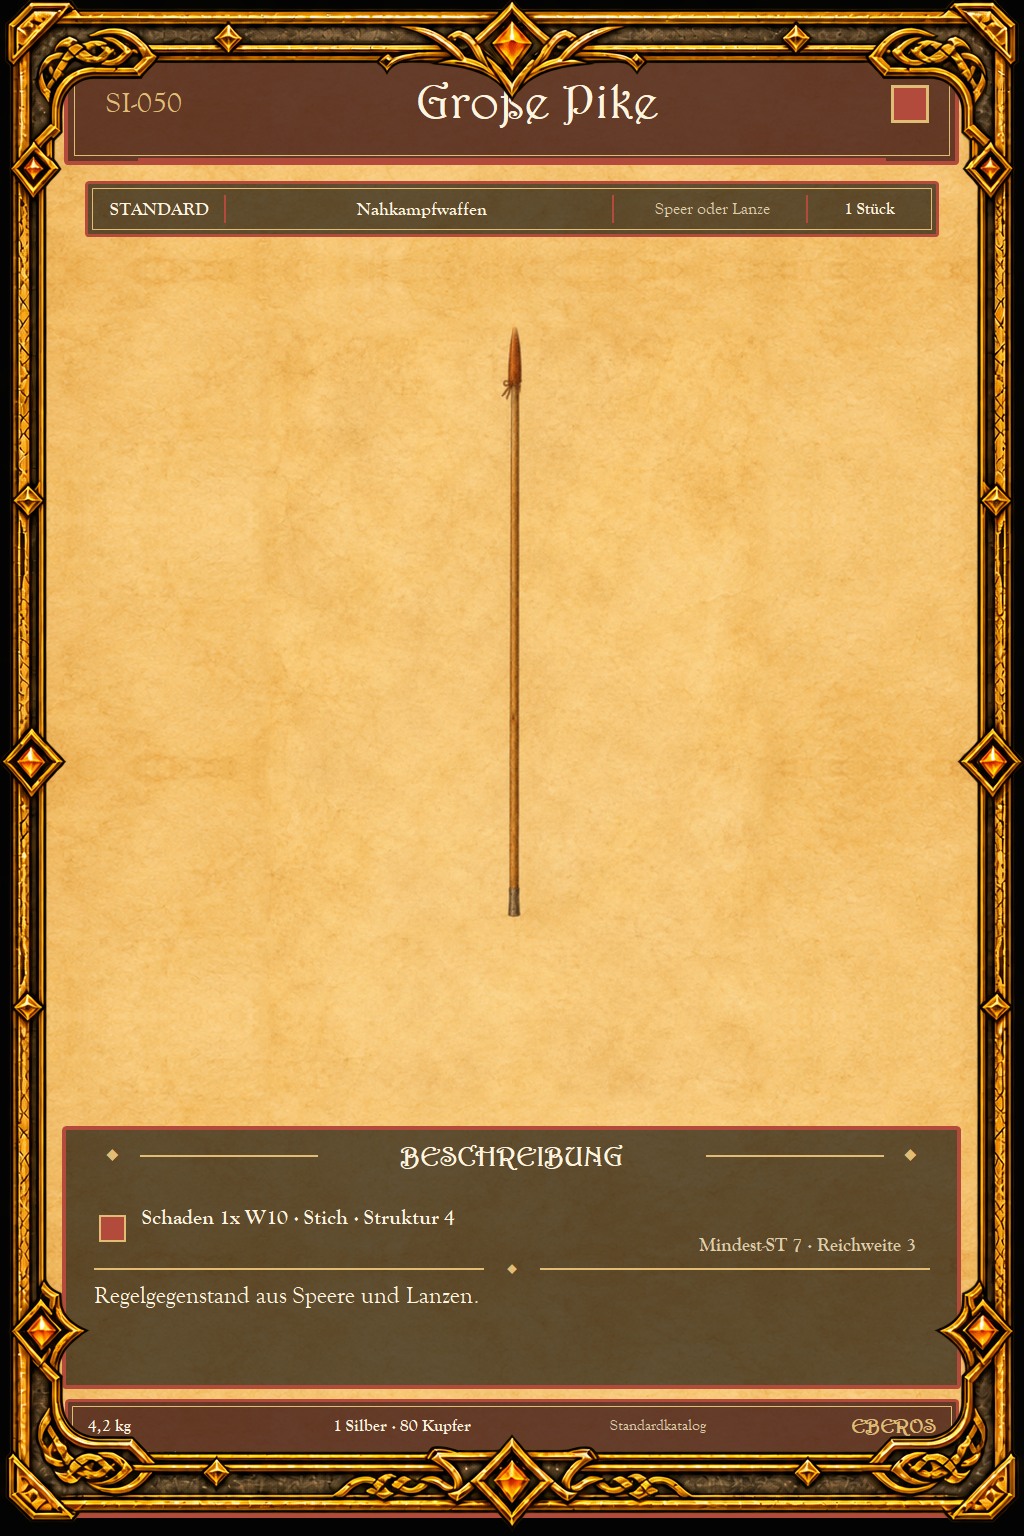 SI-050
Große Pike
STANDARD
Nahkampfwaffen
Speer oder Lanze
1 Stück
BESCHREIBUNG
Schaden 1x W10 • Stich • Struktur 4
Mindest-ST 7 • Reichweite 3
Regelgegenstand aus Speere und Lanzen.
4,2 kg
1 Silber • 80 Kupfer
Standardkatalog
EBEROS